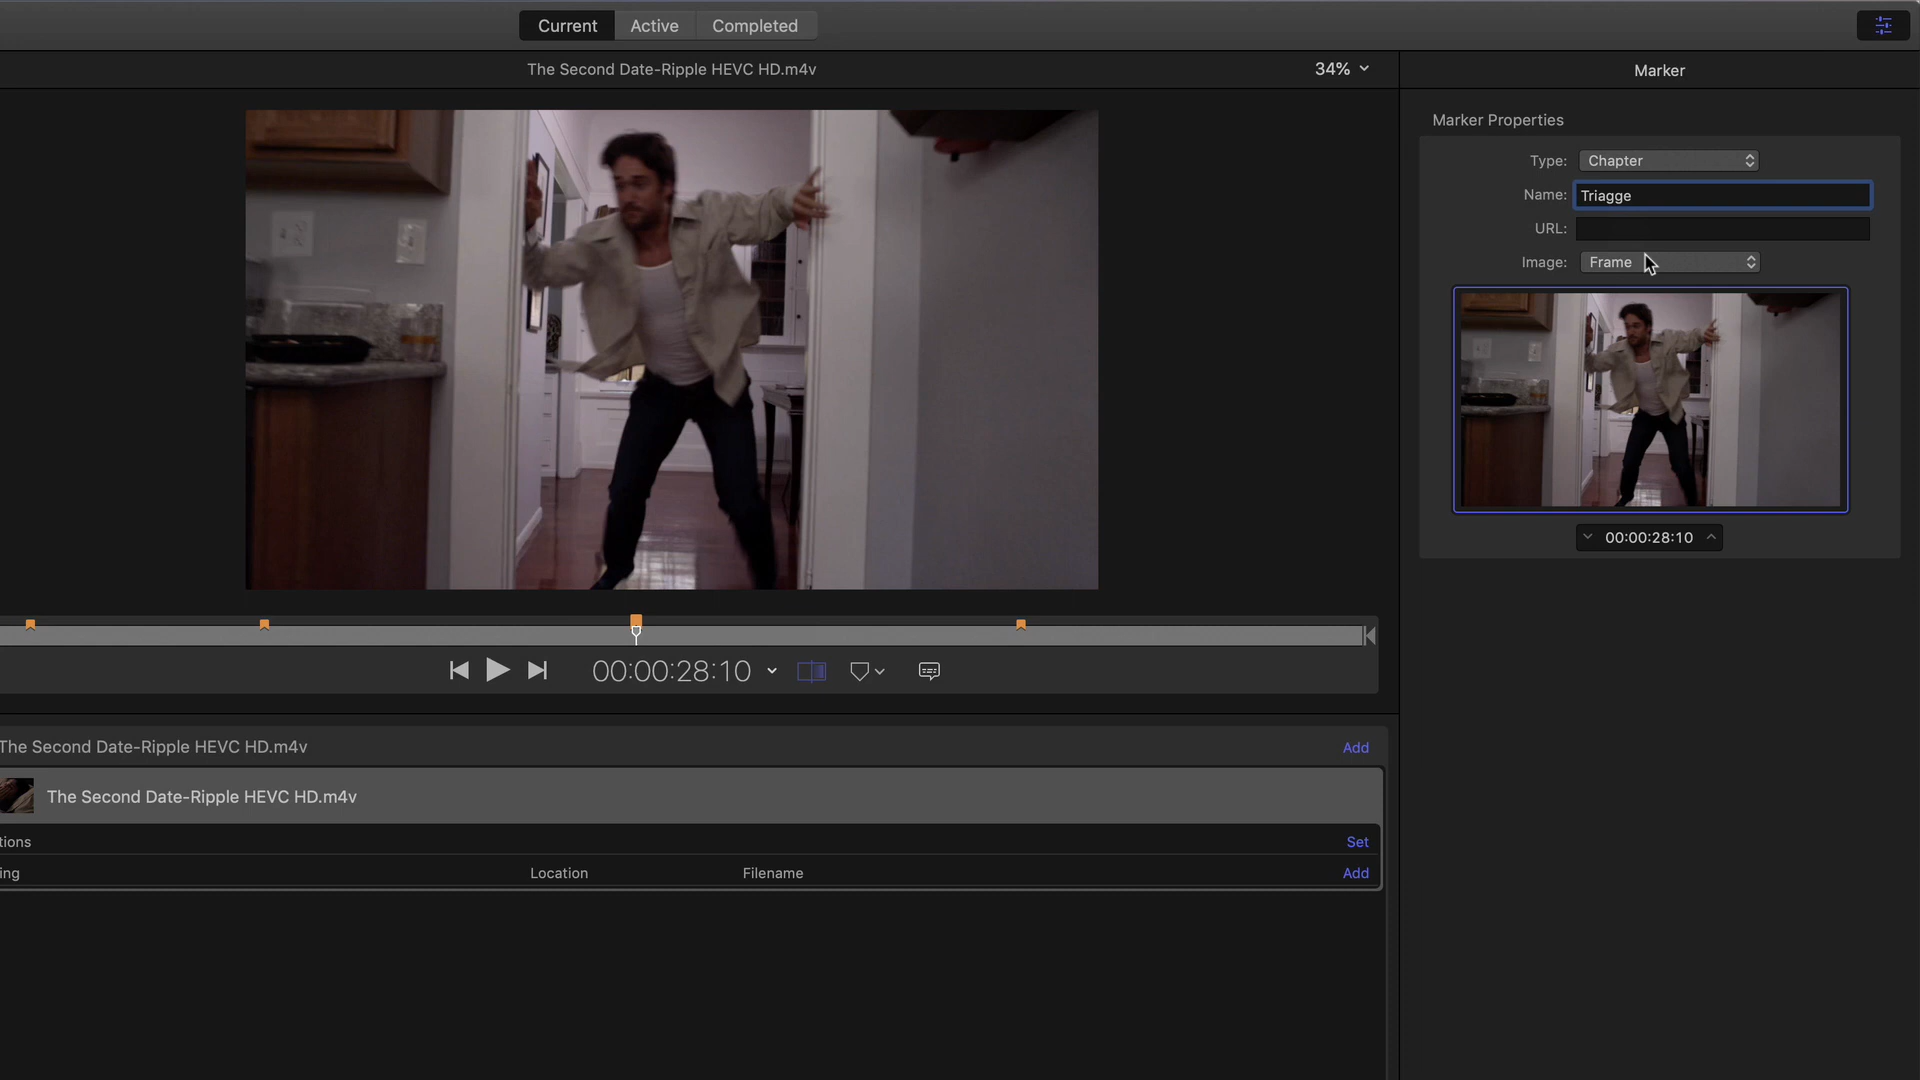 Current Active Completed
The Second Date-Ripple HEVC HD.m4v 34% Marker
Marker Properties
Type: Chapter
Name: Triagge
URL:
Image: Frame
00:00:28:10
00:00:28:10
The Second Date-Ripple HEVC HD.m4v Add
The Second Date-Ripple HEVC HD.m4v
tions Set
ing Location Filename Add